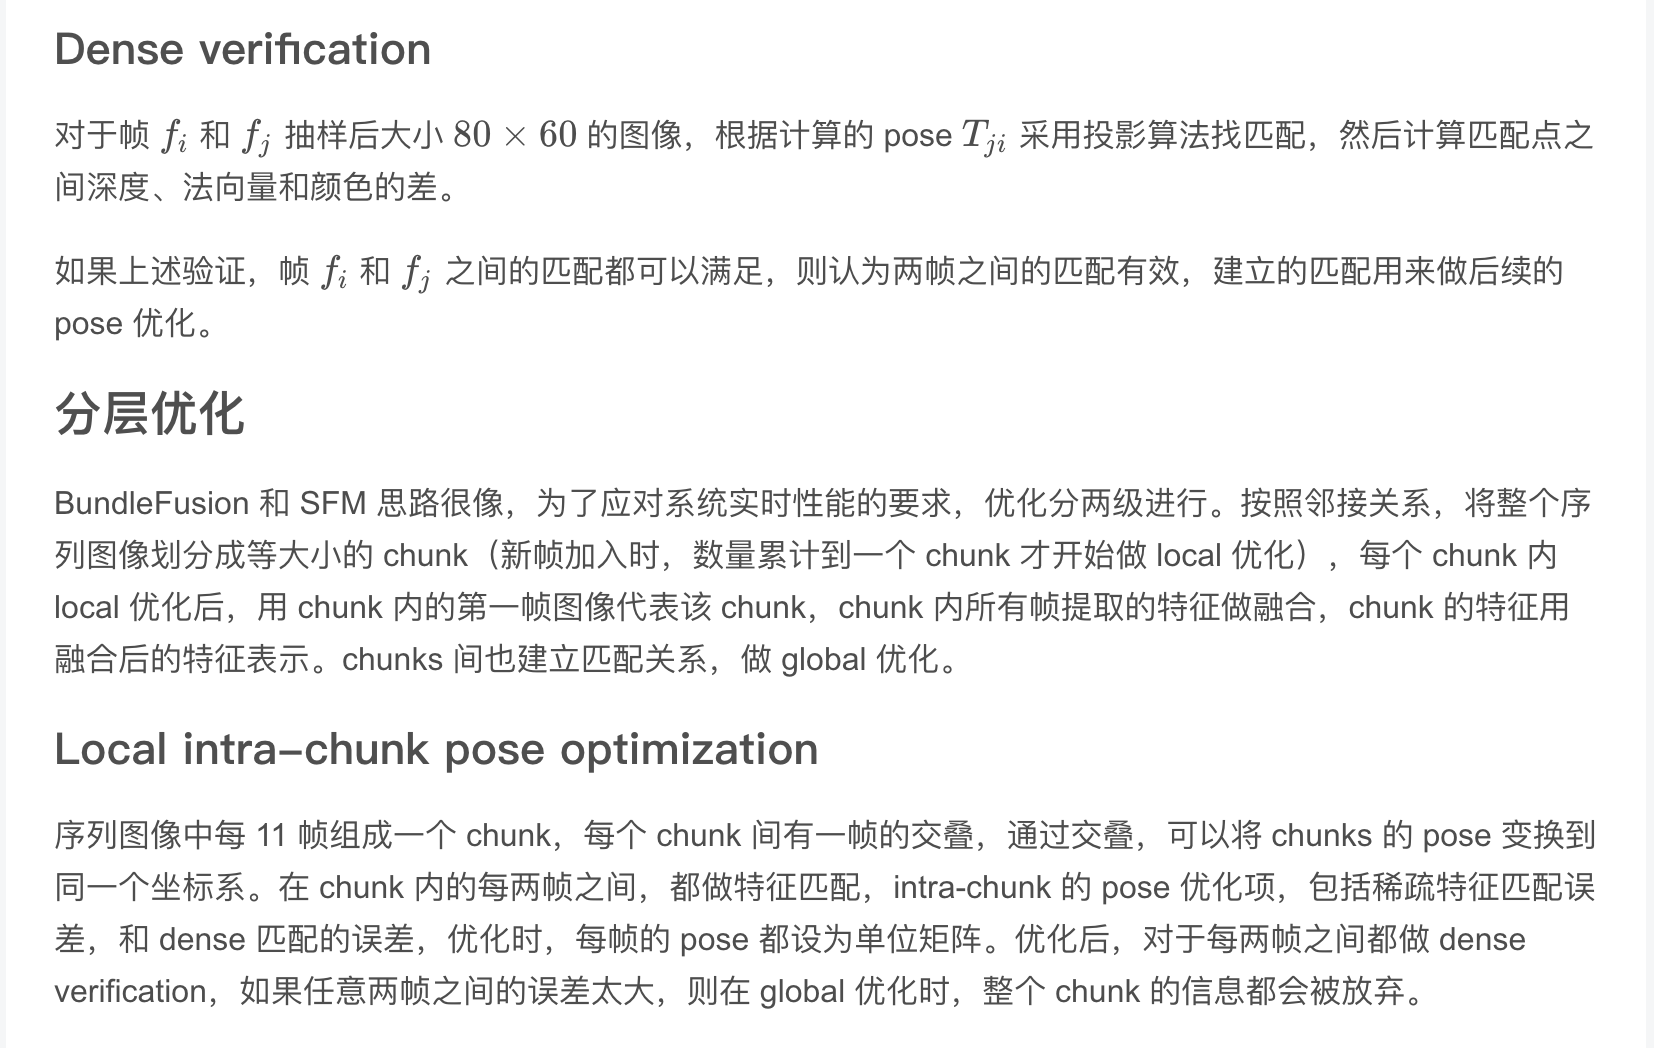 Dense verification
对于帧 f_i 和 f_j 抽样后大小 80 × 60 的图像，根据计算的 pose T_{ji} 采用投影算法找匹配，然后计算匹配点之
间深度、法向量和颜色的差。
如果上述验证，帧 f_i 和 f_j 之间的匹配都可以满足，则认为两帧之间的匹配有效，建立的匹配用来做后续的
pose 优化。
分层优化
BundleFusion 和 SFM 思路很像，为了应对系统实时性能的要求，优化分两级进行。按照邻接关系，将整个序
列图像划分成等大小的 chunk（新帧加入时，数量累计到一个 chunk 才开始做 local 优化），每个 chunk 内
local 优化后，用 chunk 内的第一帧图像代表该 chunk，chunk 内所有帧提取的特征做融合，chunk 的特征用
融合后的特征表示。chunks 间也建立匹配关系，做 global 优化。
Local intra–chunk pose optimization
序列图像中每 11 帧组成一个 chunk，每个 chunk 间有一帧的交叠，通过交叠，可以将 chunks 的 pose 变换到
同一个坐标系。在 chunk 内的每两帧之间，都做特征匹配，intra-chunk 的 pose 优化项，包括稀疏特征匹配误
差，和 dense 匹配的误差，优化时，每帧的 pose 都设为单位矩阵。优化后，对于每两帧之间都做 dense
verification，如果任意两帧之间的误差太大，则在 global 优化时，整个 chunk 的信息都会被放弃。